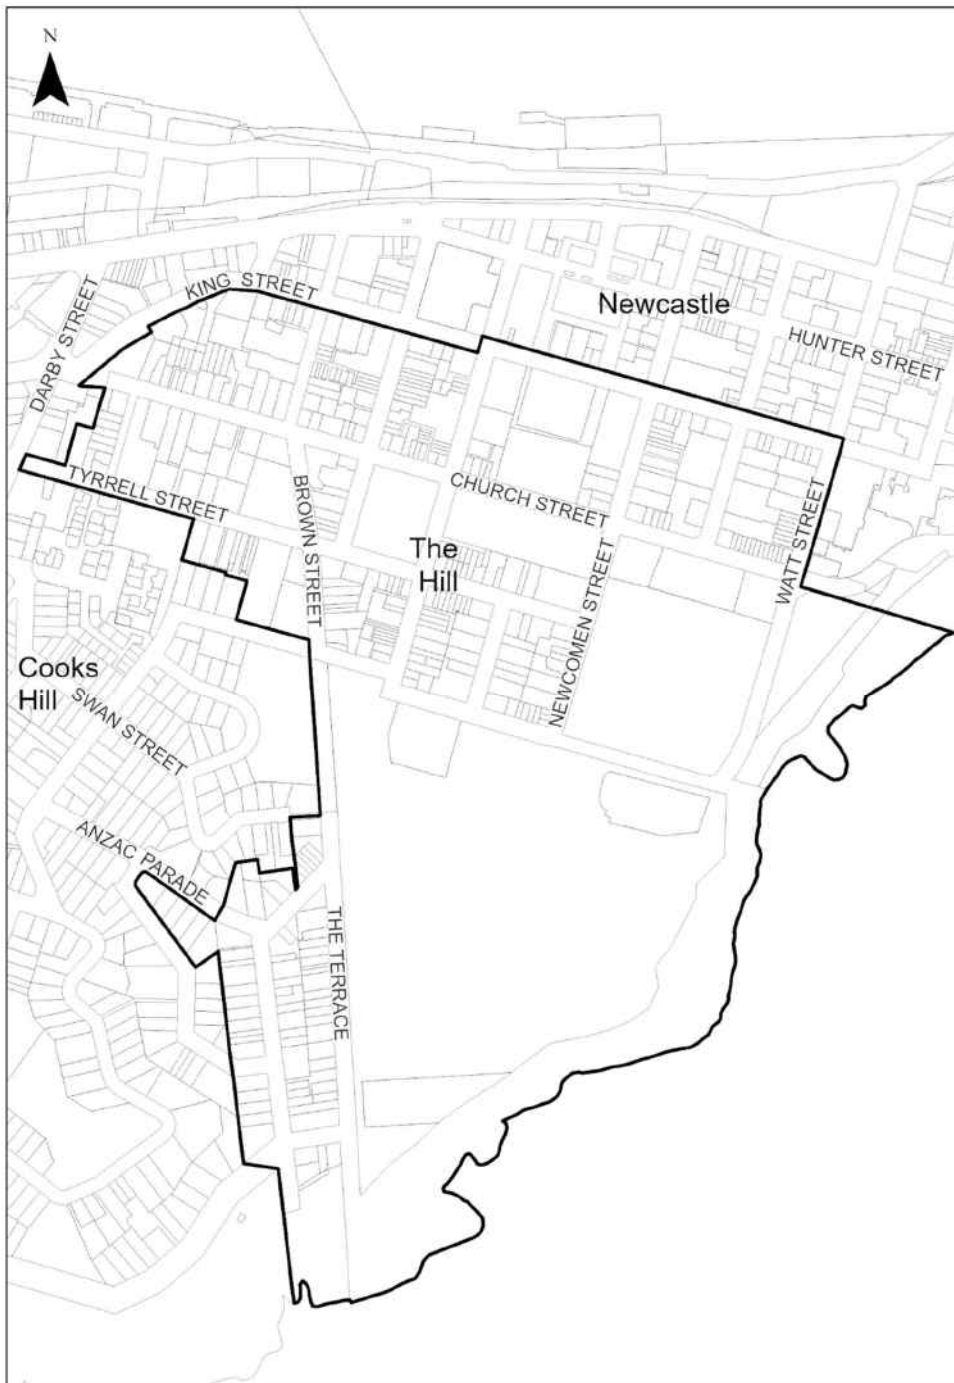 N
KING STREET
Newcastle
DARBY STREET
HUNTER STREET
TYRRELL STREET
BROWN STREET
CHURCH STREET
WATT STREET
The
Hill
NEWCOMEN STREET
Cooks
Hill
SWAN STREET
ANZAC PARADE
THE TERRACE